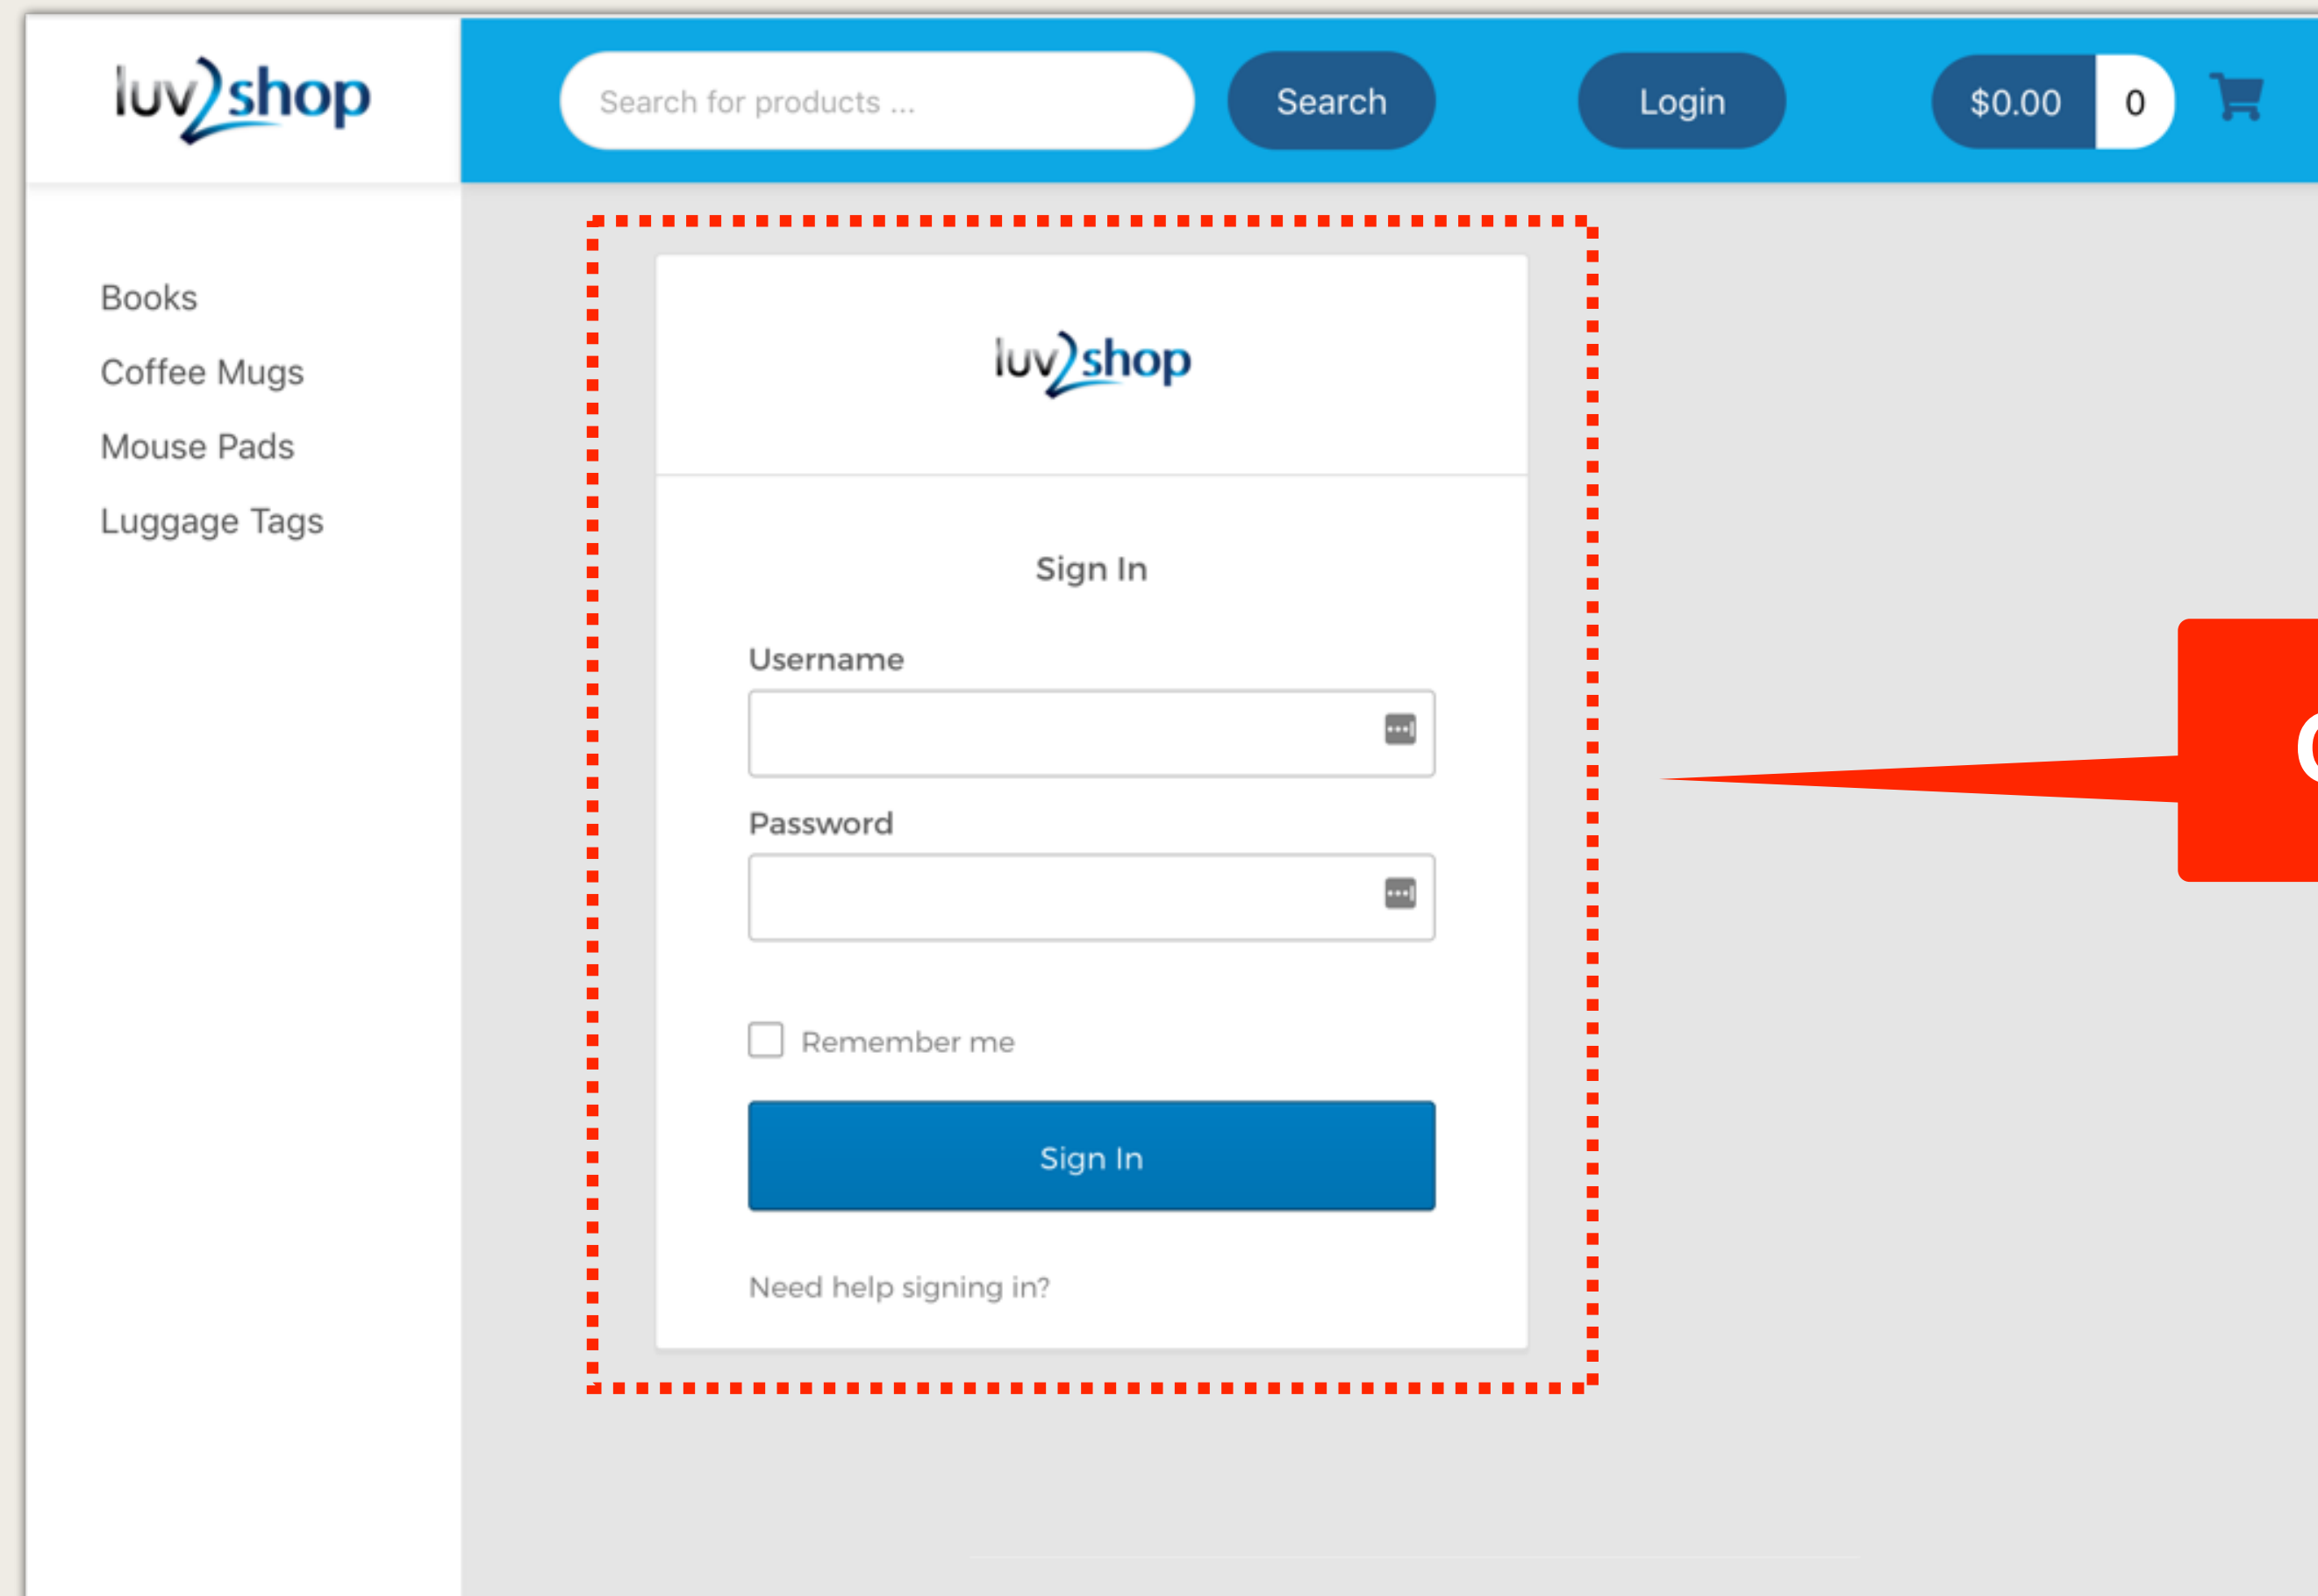 luv2shop
Search for products ...
Search
Login
$0.00
0
Books
Coffee Mugs
Mouse Pads
Luggage Tags
luv2shop
Sign In
Username
Password
Remember me
Sign In
Need help signing in?